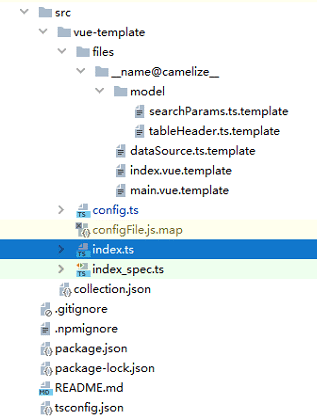 src
vue-template
files
__name@camelize__
model
searchParams.ts.template
tableHeader.ts.template
dataSource.ts.template
index.vue.template
main.vue.template
config.ts
configFile.js.map
index.ts
index_spec.ts
collection.json
.gitignore
.npmignore
package.json
package-lock.json
README.md
tsconfig.json